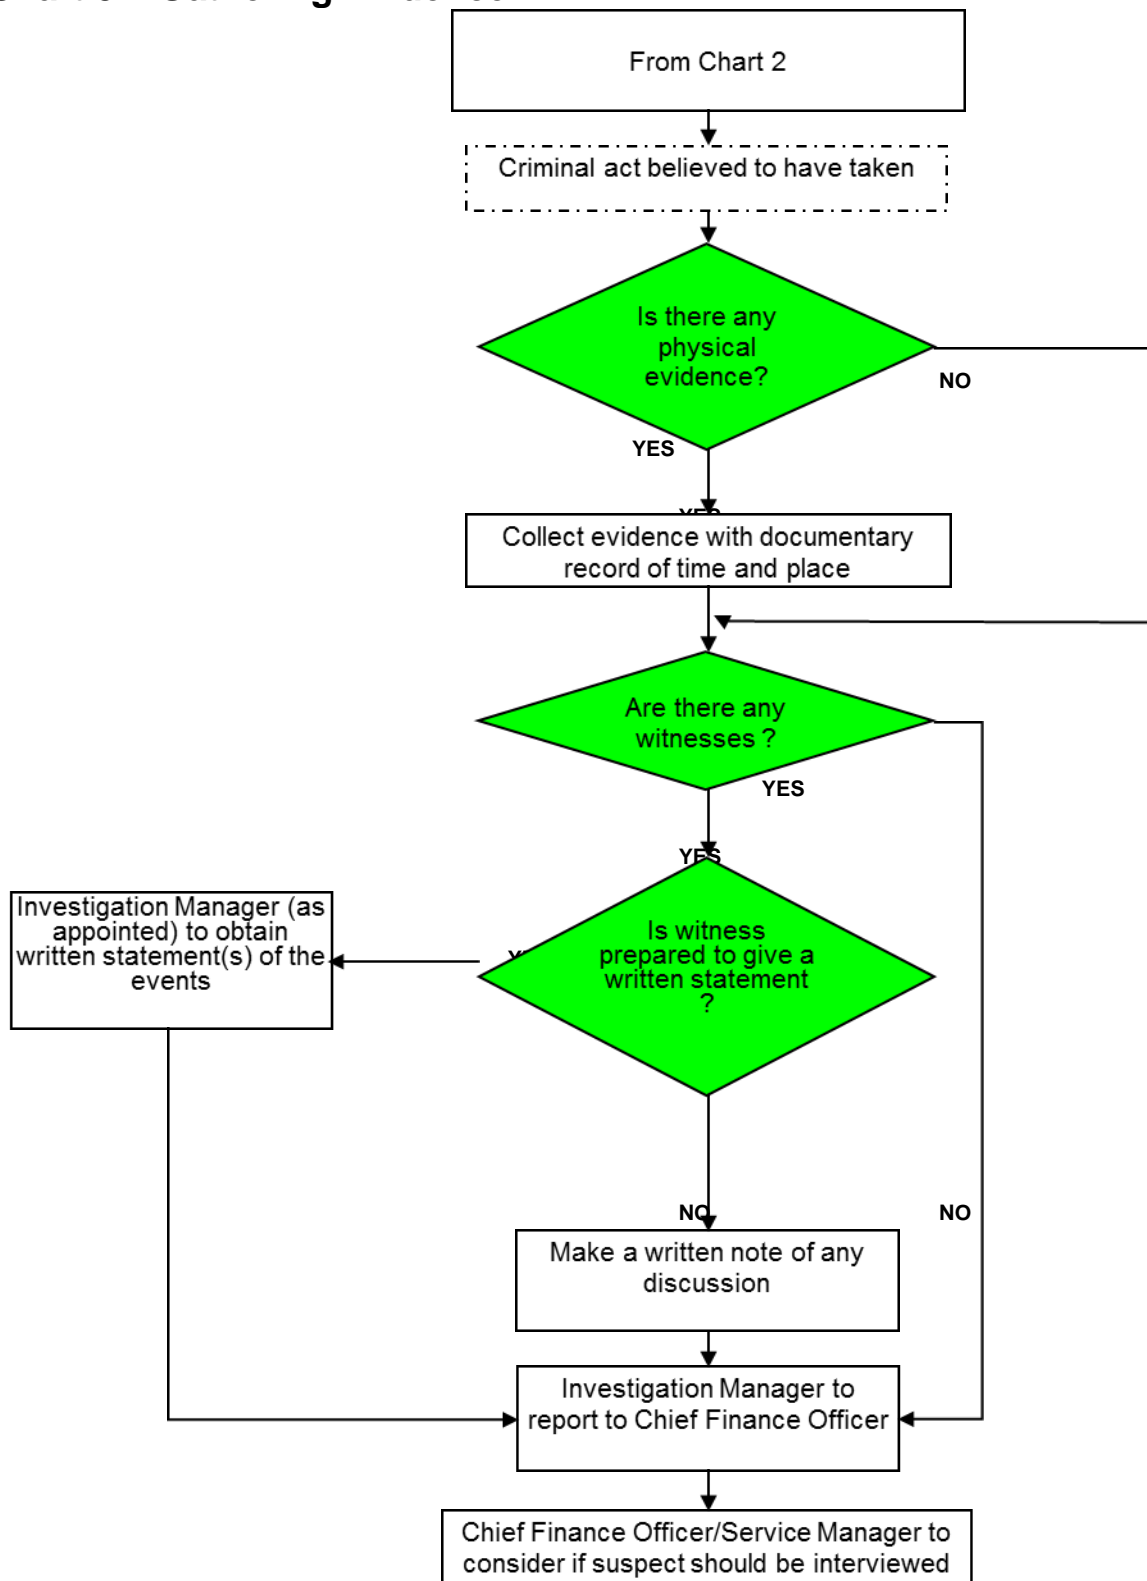 From Chart 2
Criminal act believed to have taken
Is there any
physical
evidence?
NO
YES
YES
Collect evidence with documentary
record of time and place
Are there any
witnesses ?
YES
YES
Investigation Manager (as
appointed) to obtain
written statement(s) of the
events
Is witness
prepared to give a
written statement
?
NO
NO
Make a written note of any
discussion
Investigation Manager to
report to Chief Finance Officer
Chief Finance Officer/Service Manager to
consider if suspect should be interviewed